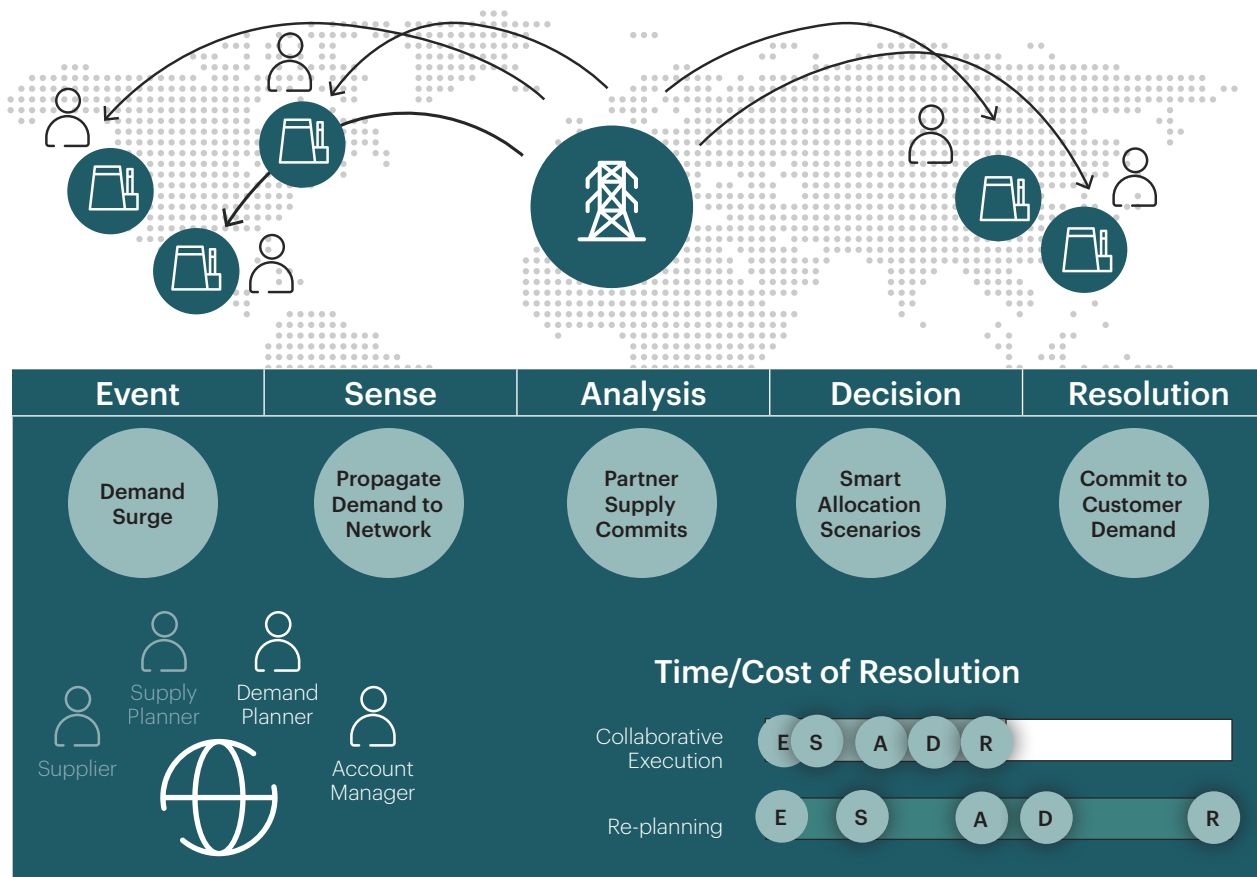 Event
Sense
Analysis
Decision
Resolution
Demand
Surge
Propagate
Demand to
Network
Partner
Supply
Commits
Smart
Allocation
Scenarios
Commit to
Customer
Demand
Supplier
Supply
Planner
Demand
Planner
Account
Manager
Time/Cost of Resolution
Collaborative
Execution
E S A D R
Re-planning
E S A D R